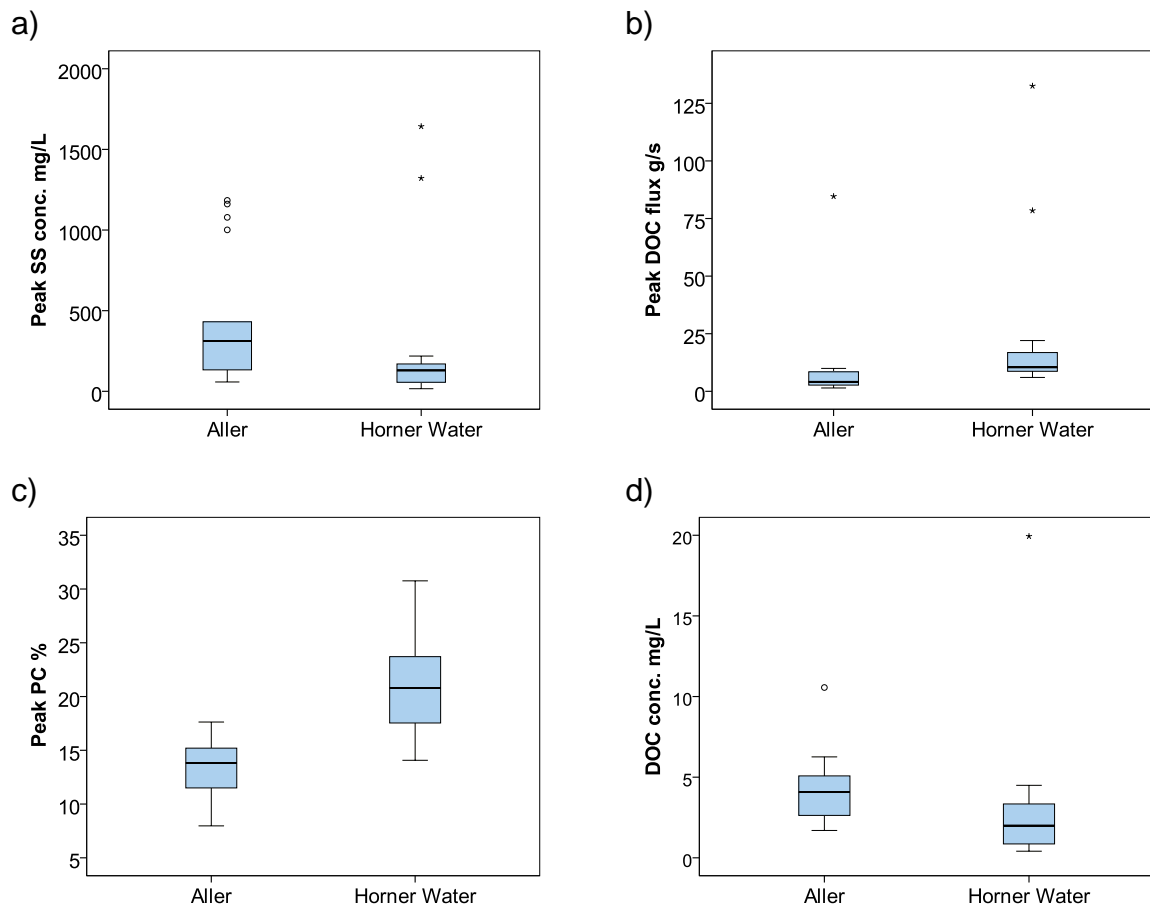 a)
Peak SS conc. mg/L
2000
1500
1000
500
0
Aller Horner Water
b)
Peak DOC flux g/s
125
100
75
50
25
0
Aller Horner Water
c)
Peak PC %
35
30
25
20
15
10
5
Aller Horner Water
d)
DOC conc. mg/L
20
15
10
5
0
Aller Horner Water